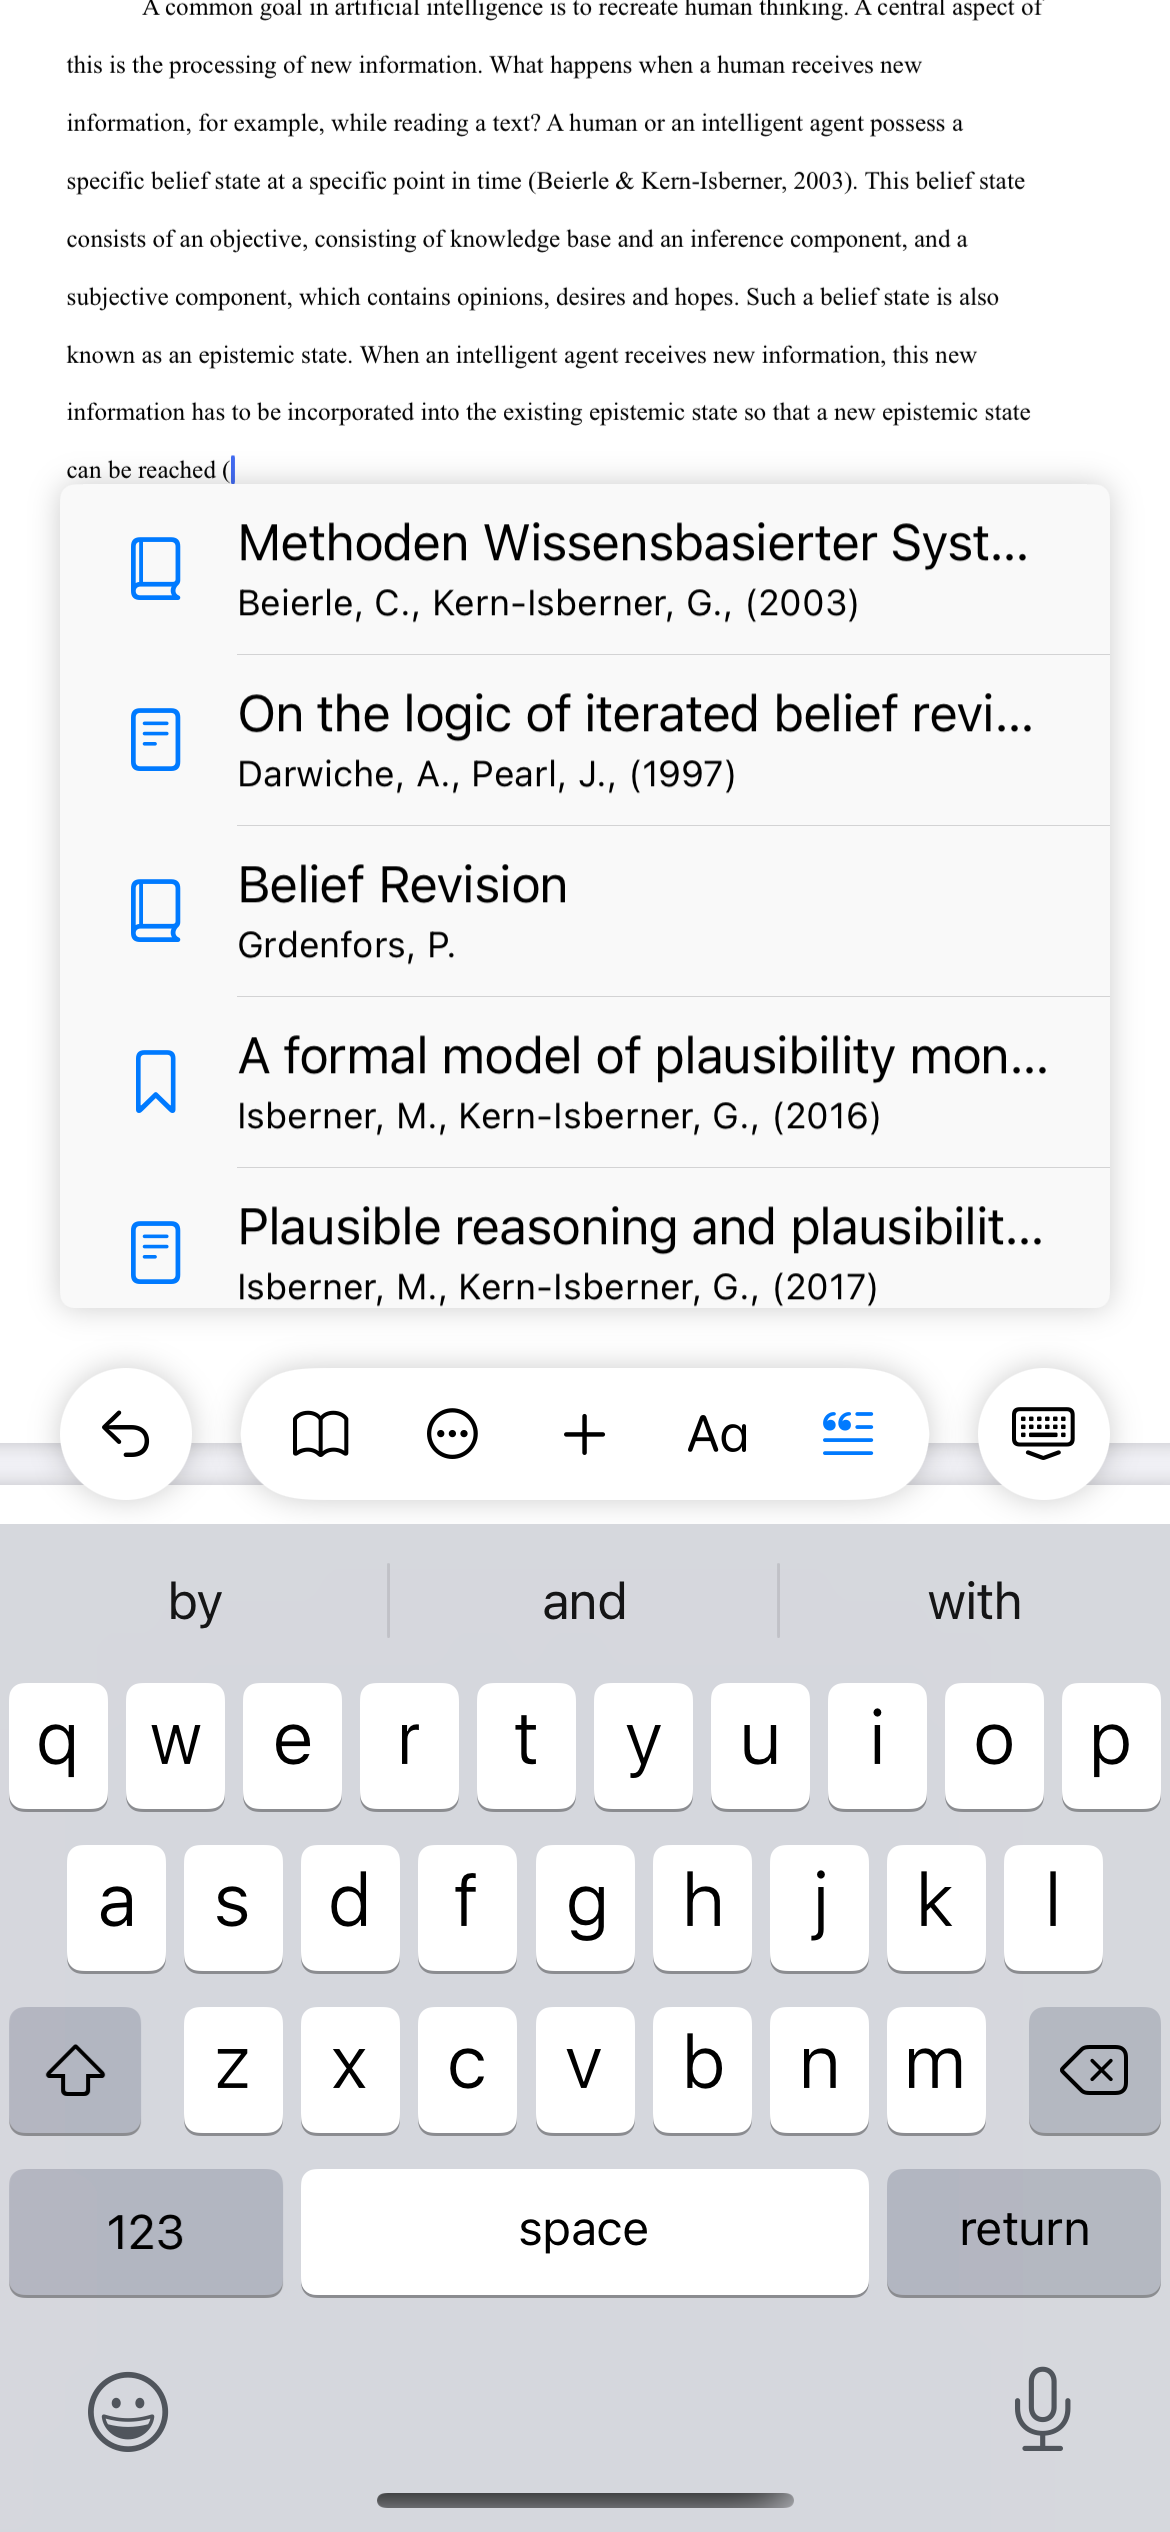 A common goal in artificial intelligence is to recreate human thinking. A central aspect of
this is the processing of new information. What happens when a human receives new
information, for example, while reading a text? A human or an intelligent agent possess a
specific belief state at a specific point in time (Beierle & Kern-Isberner, 2003). This belief state
consists of an objective, consisting of knowledge base and an inference component, and a
subjective component, which contains opinions, desires and hopes. Such a belief state is also
known as an epistemic state. When an intelligent agent receives new information, this new
information has to be incorporated into the existing epistemic state so that a new epistemic state
can be reached (
Methoden Wissensbasierter Syst...
Beierle, C., Kern-Isberner, G., (2003)
On the logic of iterated belief revi...
Darwiche, A., Pearl, J., (1997)
Belief Revision
Grdenfors, P.
A formal model of plausibility mon...
Isberner, M., Kern-Isberner, G., (2016)
Plausible reasoning and plausibilit...
Isberner, M., Kern-Isberner, G., (2017)
Aa
by and with
q w e r t y u i o p
a s d f g h j k l
z x c v b n m
123 space return